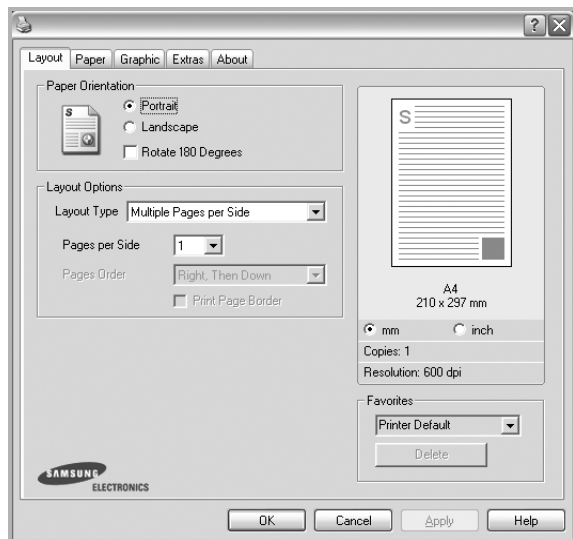 Layout Paper Graphic Extras About
Paper Orientation
S
Portrait
Landscape
Rotate 180 Degrees
Layout Options
Layout Type Multiple Pages per Side
Pages per Side 1
Pages Order Right, Then Down
Print Page Border
S
A4
210 x 297 mm
mm inch
Copies: 1
Resolution: 600 dpi
Favorites
Printer Default
Delete
SAMSUNG
ELECTRONICS
OK Cancel Apply Help